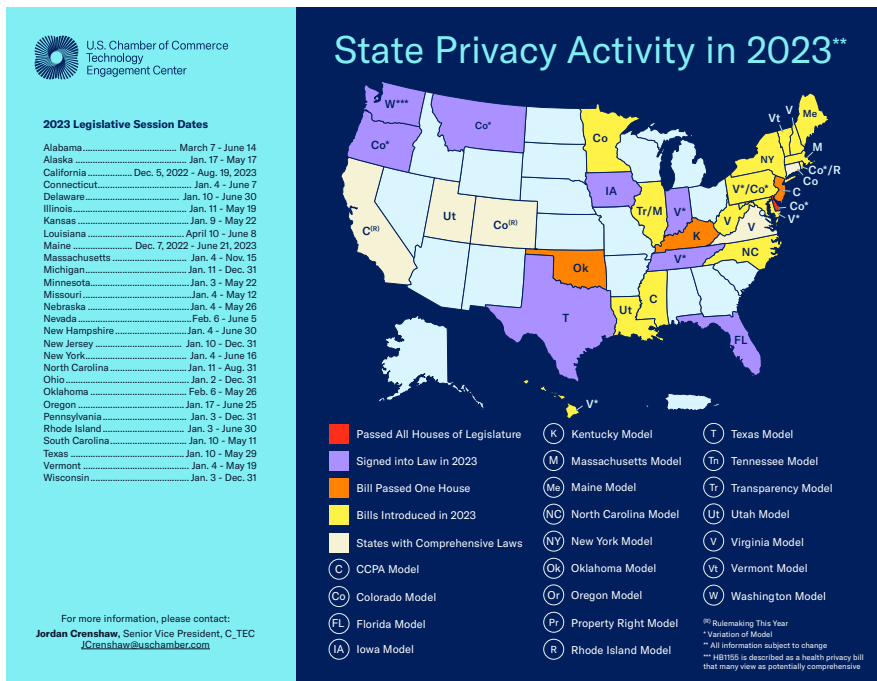 U.S. Chamber of Commerce
Technology
Engagement Center
2023 Legislative Session Dates
Alabama March 7 - June 14
Alaska Jan. 17 - May 17
California Dec. 5, 2022 - Aug. 19, 2023
Connecticut Jan. 4 - June 7
Delaware Jan. 10 - June 30
Illinois Jan. 11 - May 19
Kansas Jan. 9 - May 22
Louisiana April 10 - June 8
Maine Dec. 7, 2022 - June 21, 2023
Massachusetts Jan. 4 - Nov. 15
Michigan Jan. 11 - Dec. 31
Minnesota Jan. 3 - May 22
Missouri Jan. 4 - May 12
Nebraska Jan. 4 - May 26
Nevada Feb. 6 - June 5
New Hampshire Jan. 4 - June 30
New Jersey Jan. 10 - Dec. 31
New York Jan. 4 - June 16
North Carolina Jan. 11 - Aug. 31
Ohio Jan. 2 - Dec. 31
Oklahoma Feb. 6 - May 26
Oregon Jan. 17 - June 25
Pennsylvania Jan. 3 - Dec. 31
Rhode Island Jan. 3 - June 30
South Carolina Jan. 10 - May 11
Texas Jan. 10 - May 29
Vermont Jan. 4 - May 19
Wisconsin Jan. 3 - Dec. 31
For more information, please contact:
Jordan Crenshaw, Senior Vice President, C_TEC
JCrenshaw@uschamber.com
State Privacy Activity in 2023**
W***
Co*
Co*
C(R)
Ut
Co(R)
Ok
T
Co
IA
Tr/M
V*
K
V*
Ut
C
FL
NC
V
V
V*/Co*
NY
Vt
V
Me
M
Co*/R
Co
C
Co*
V*
V*
Passed All Houses of Legislature
Signed into Law in 2023
Bill Passed One House
Bills Introduced in 2023
States with Comprehensive Laws
C CCPA Model
Co Colorado Model
FL Florida Model
IA Iowa Model
K Kentucky Model
M Massachusetts Model
Me Maine Model
NC North Carolina Model
NY New York Model
Ok Oklahoma Model
Or Oregon Model
Pr Property Right Model
R Rhode Island Model
T Texas Model
Tn Tennessee Model
Tr Transparency Model
Ut Utah Model
V Virginia Model
Vt Vermont Model
W Washington Model
(R) Rulemaking This Year
* Variation of Model
** All information subject to change
*** HB1155 is described as a health privacy bill
that many view as potentially comprehensive